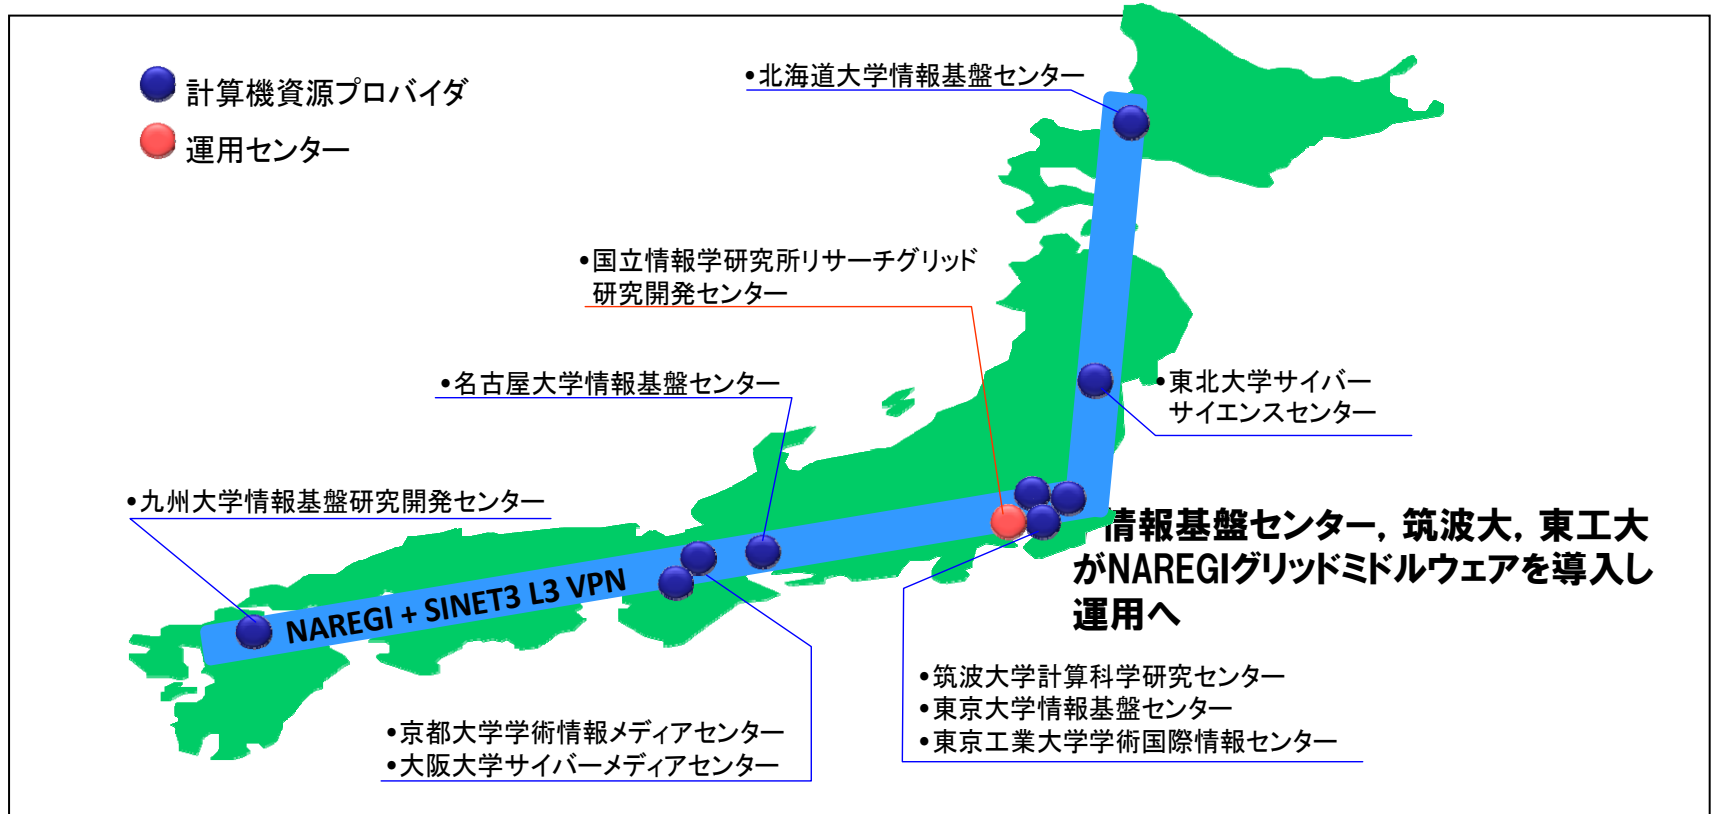 計算機資源プロバイダ
運用センター
•北海道大学情報基盤センター
•国立情報学研究所リサーチグリッド
研究開発センター
•名古屋大学情報基盤センター
•東北大学サイバー
サイエンスセンター
•九州大学情報基盤研究開発センター
情報基盤センター, 筑波大, 東工大
がNAREGIグリッドミドルウェアを導入し
運用へ
NAREGI + SINET3 L3 VPN
•筑波大学計算科学研究センター
•東京大学情報基盤センター
•東京工業大学学術国際情報センター
•京都大学学術情報メディアセンター
•大阪大学サイバーメディアセンター